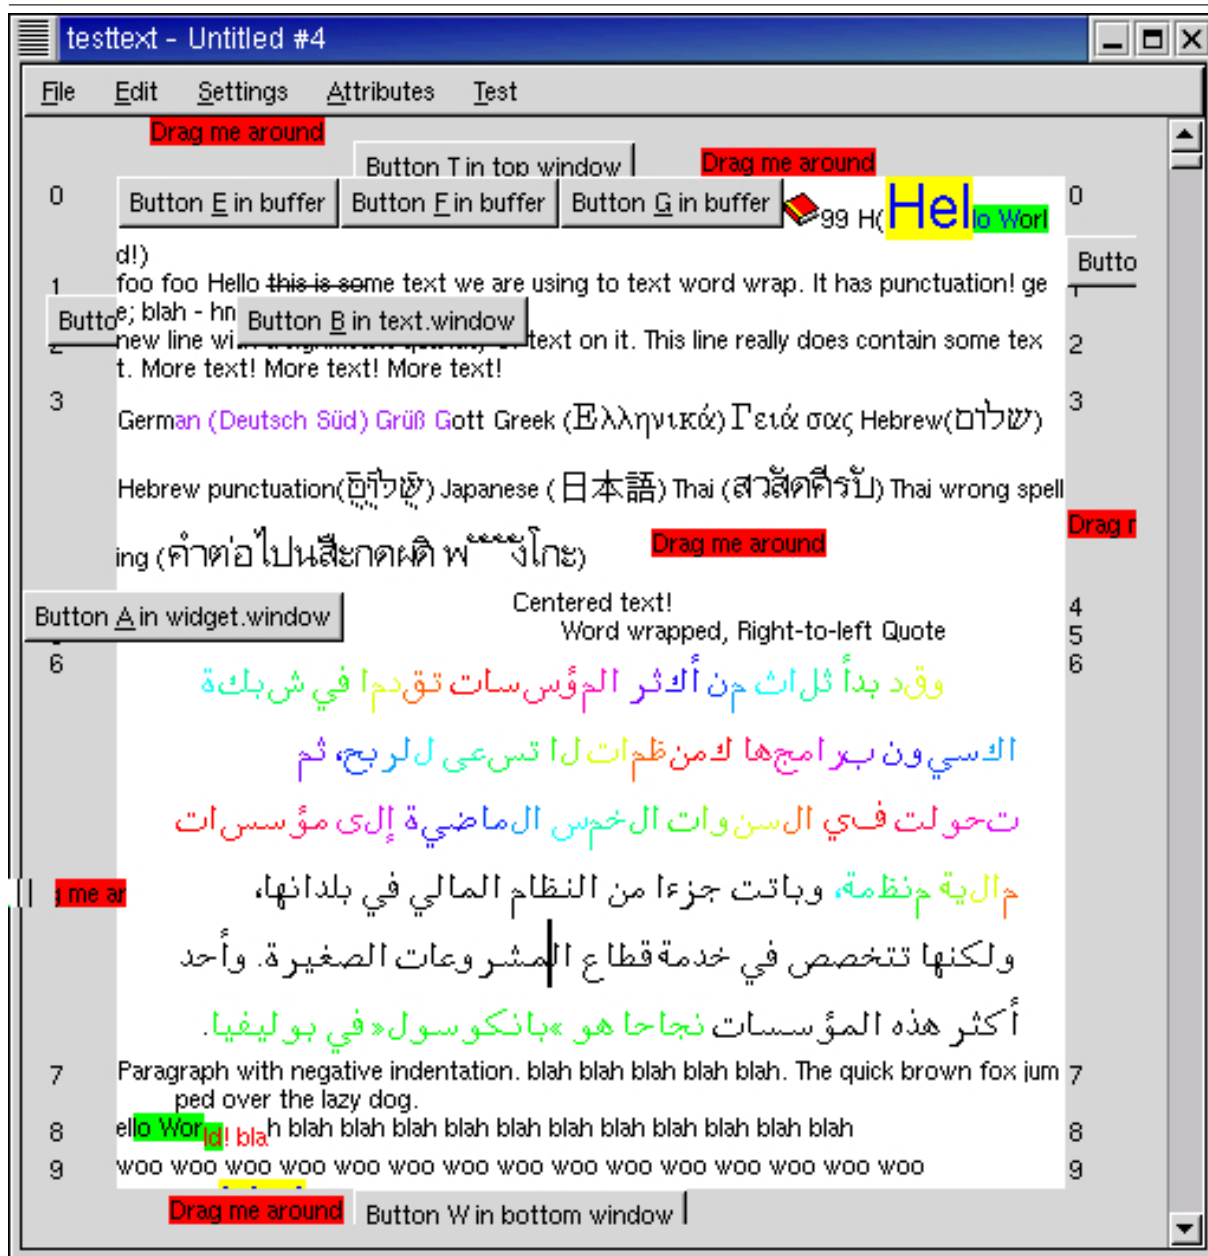 testtext - Untitled #4
File Edit Settings Attributes Test
Drag me around
Button T in top window
Drag me around
0 Button E in buffer Button F in buffer Button G in buffer 99 H( Hello Worl 0
d!)
Butto
1 foo foo Hello this is some text we are using to text word wrap. It has punctuation! ge
Butto e; blah - hn Button B in text.window
new line wi text on it. This line really does contain some tex 2
t. More text! More text! More text!
3 German (Deutsch Süd) Grüß Gott Greek (Ελληνικά) Γειά σας Hebrew(שלום) 3
Hebrew punctuation( ) Japanese (日本語) Thai (สวัสดีครับ) Thai wrong spell
Drag r
ing ( ) Drag me around
Button A in widget.window
Centered text! 4
Word wrapped, Right-to-left Quote 5
6 وقد بدأ ثلاث من أكثر المؤسسات تقدما في شبكة 6
اكسيون برامجها كمنظمات لا تسعى للربح، ثم
تحولت في السنوات الخمس الماضية إلى مؤسسات
مالية منظمة، وباتت جزءا من النظام المالي في بلدانها،
g me ar
ولكنها تتخصص في خدمة قطاع المشروعات الصغيرة. وأحد
أكثر هذه المؤسسات نجاحا هو »بانكوسول« في بوليفيا.
7 Paragraph with negative indentation. blah blah blah blah blah. The quick brown fox jum 7
ped over the lazy dog.
8 ello World! blah blah blah blah blah blah blah blah blah blah blah blah blah 8
9 woo woo woo woo woo woo woo woo woo woo woo woo woo woo woo 9
Drag me around Button W in bottom window